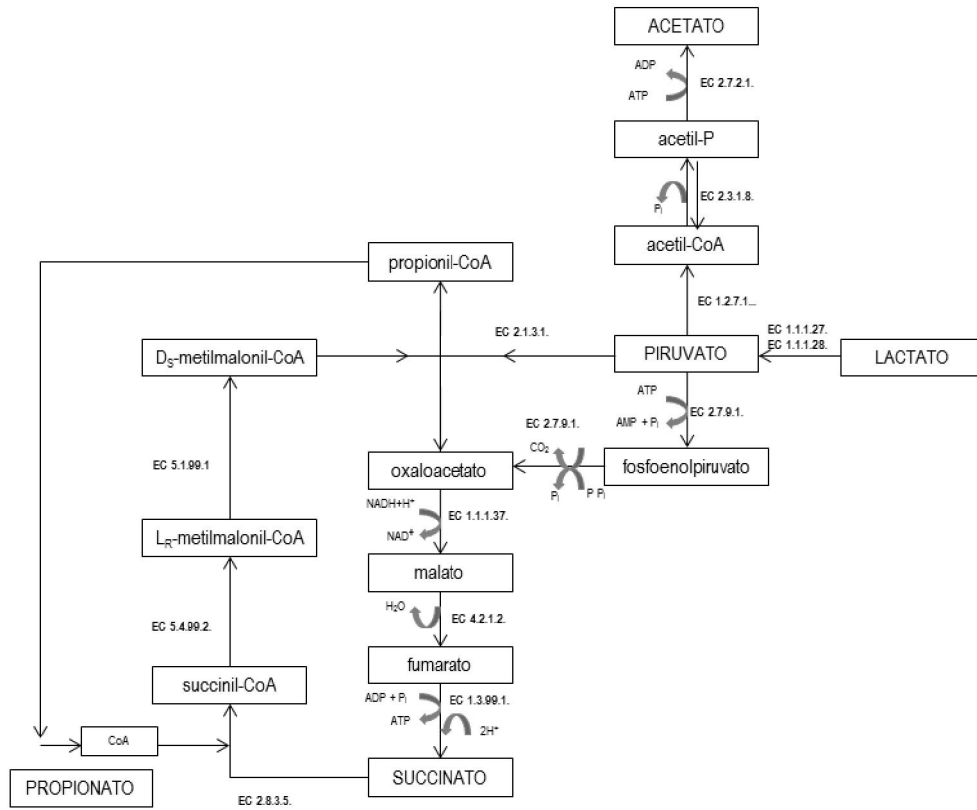 ACETATO
ADP
EC 2.7.2.1.
ATP
acetil-P
EC 2.3.1.8.
Pi
acetil-CoA
propionil-CoA
EC 1.2.7.1...
EC 1.1.1.27.
EC 1.1.1.28.
EC 2.1.3.1.
DS-metilmalonil-CoA
PIRUVATO
LACTATO
ATP
EC 2.7.9.1.
AMP + Pi
EC 2.7.9.1.
CO2
oxaloacetato
fosfoenolpiruvato
Pi
P Pi
EC 5.1.99.1
NADH+H+
EC 1.1.1.37.
NAD+
LR-metilmalonil-CoA
malato
H2O
EC 4.2.1.2.
EC 5.4.99.2.
fumarato
succinil-CoA
ADP + Pi
EC 1.3.99.1.
ATP
2H+
CoA
SUCCINATO
PROPIONATO
EC 2.8.3.5.